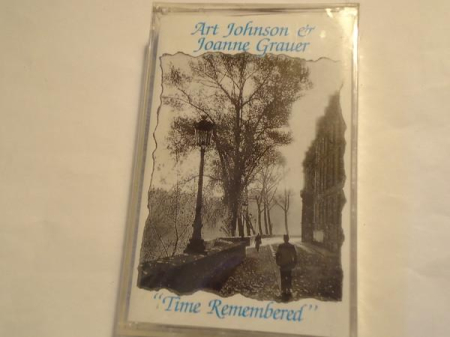 Art Johnson &
Joanne Grauer
"Time Remembered"